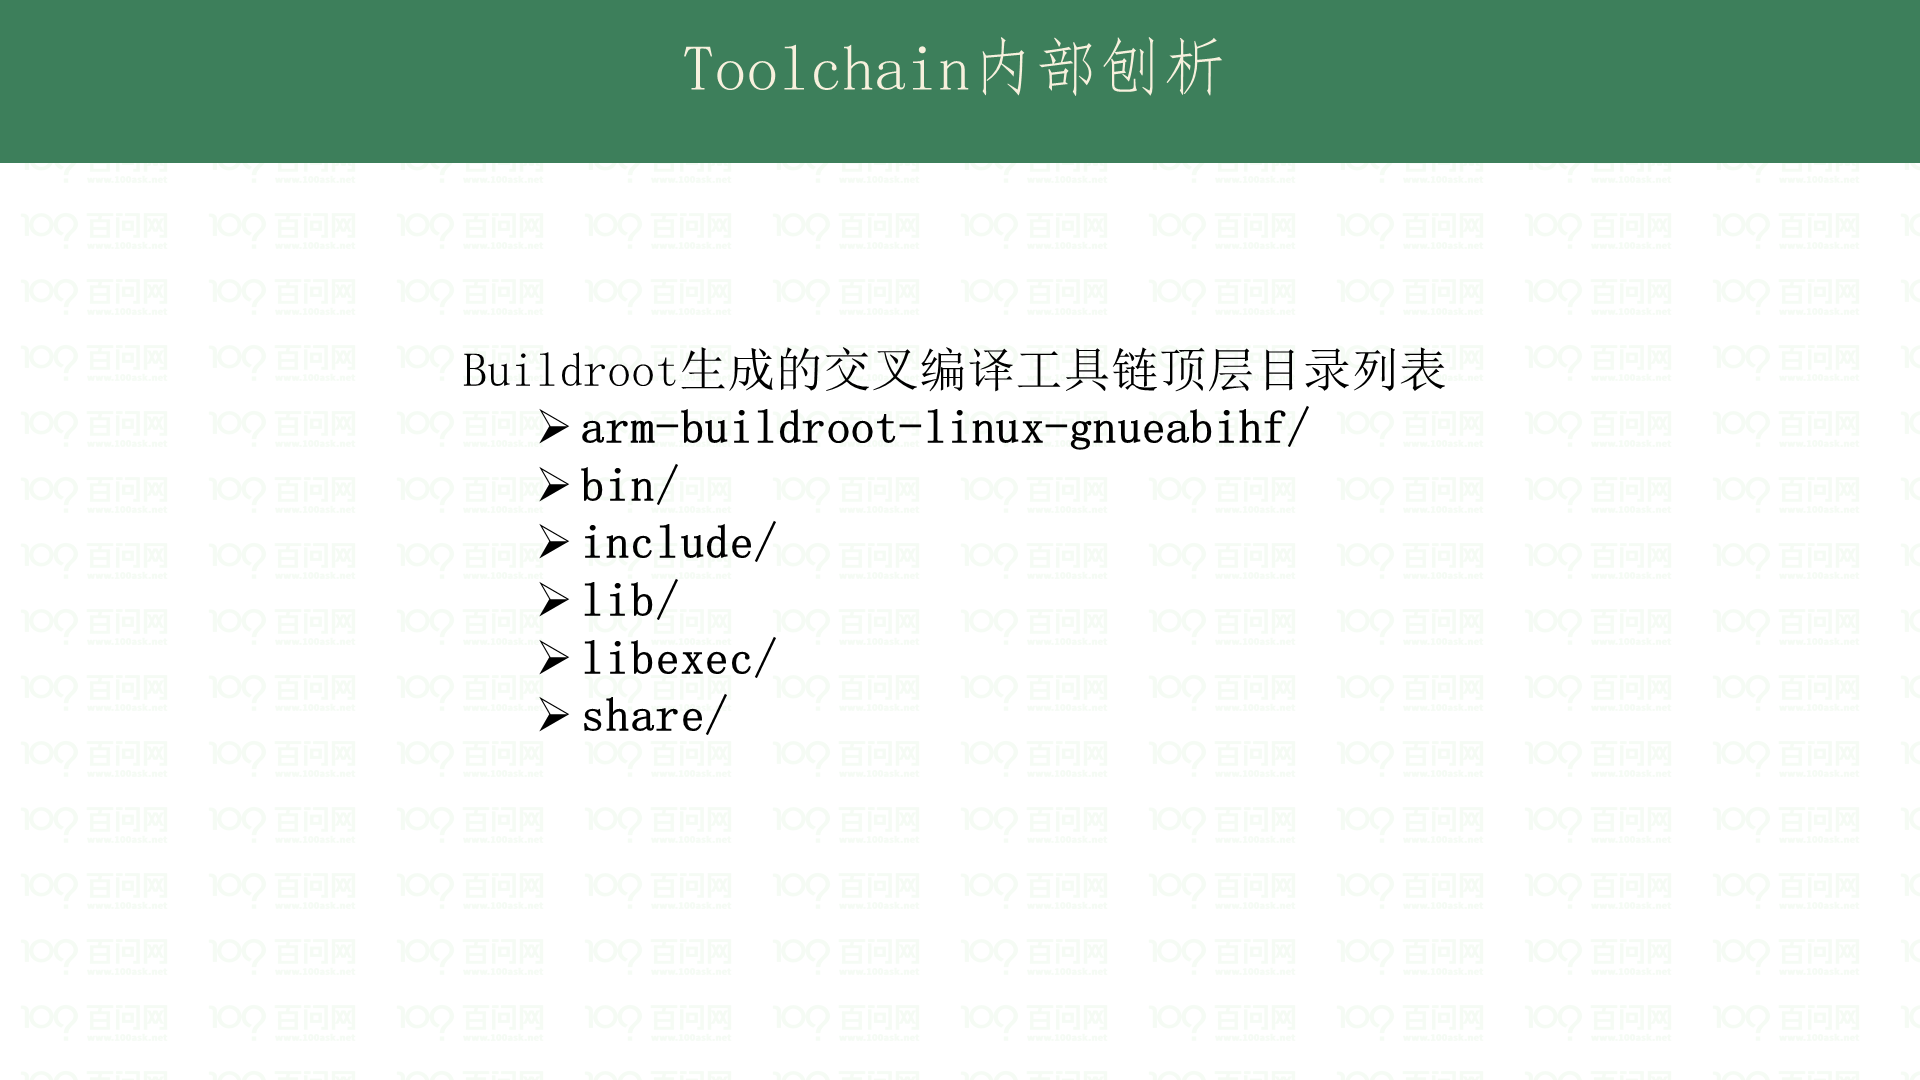 Toolchain内部刨析
Buildroot生成的交叉编译工具链顶层目录列表
➢arm-buildroot-linux-gnueabihf/
➢bin/
➢include/
➢lib/
➢libexec/
➢share/